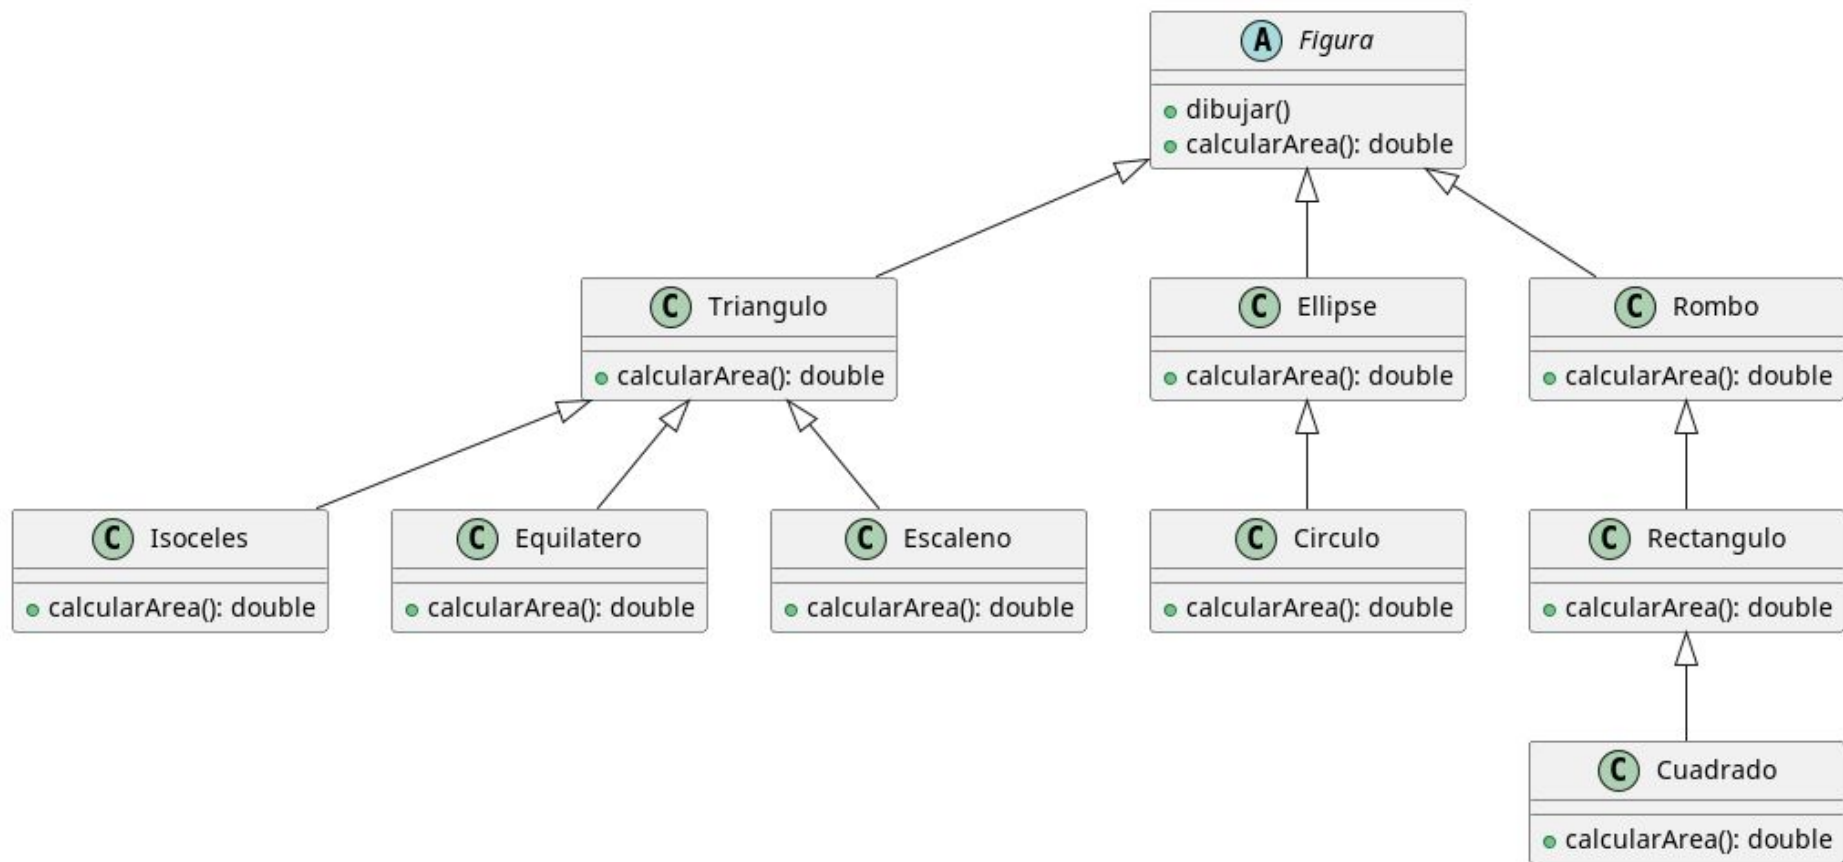 A Figura
dibujar()
calcularArea(): double
C Triangulo
calcularArea(): double
C Ellipse
calcularArea(): double
C Rombo
calcularArea(): double
C Isoceles
calcularArea(): double
C Equilatero
calcularArea(): double
C Escaleno
calcularArea(): double
C Circulo
calcularArea(): double
C Rectangulo
calcularArea(): double
C Cuadrado
calcularArea(): double